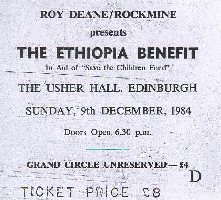 ROY DEANE/ROCKMINE
presents
THE ETHIOPIA BENEFIT
In Aid of "Save the Children Fund"
THE USHER HALL, EDINBURGH
SUNDAY, 9th DECEMBER, 1984
Doors Open 6.30 p.m.
GRAND CIRCLE UNRESERVED—£4
D
TICKET PRICE £8